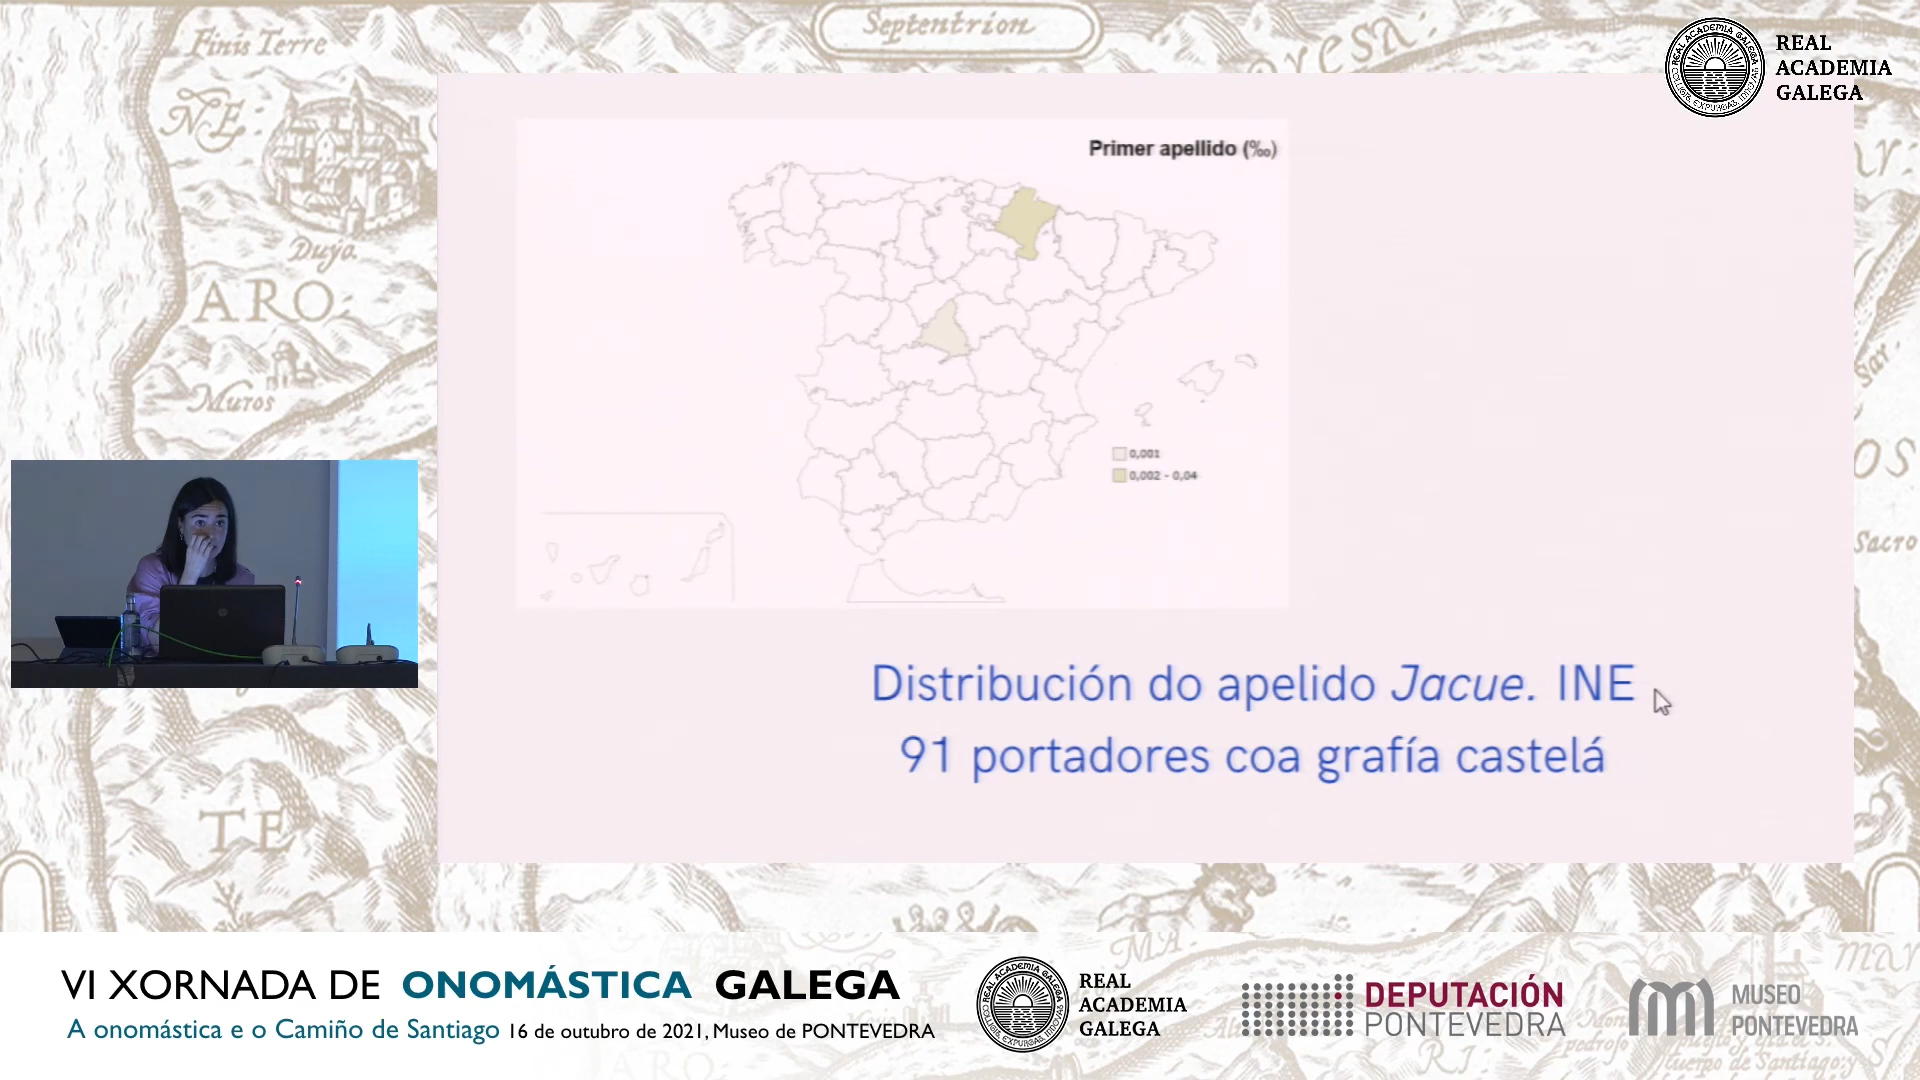 Septentrion
Finis Terre
NE
Duyo
ARO
Muros
TE
REAL
ACADEMIA
GALEGA
Primer apellido (‰)
0,001
0,002 - 0,04
Distribución do apelido Jacue. INE
91 portadores coa grafía castelá
Sacro
VI XORNADA DE ONOMÁSTICA GALEGA
A onomástica e o Camiño de Santiago 16 de outubro de 2021, Museo de PONTEVEDRA
REAL
ACADEMIA
GALEGA
DEPUTACIÓN
PONTEVEDRA
MUSEO
PONTEVEDRA